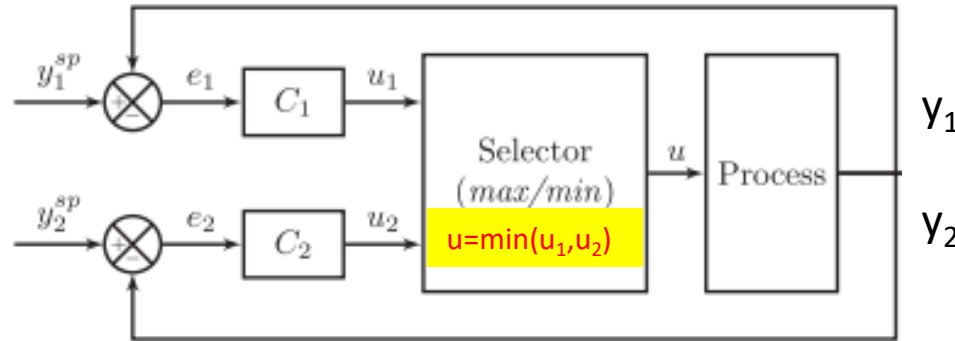 y₁ˢᵖ
+
−
e₁
C₁
u₁
y₂ˢᵖ
+
−
e₂
C₂
u₂
Selector
(max/min)
u=min(u₁,u₂)
u
Process
y₁
y₂